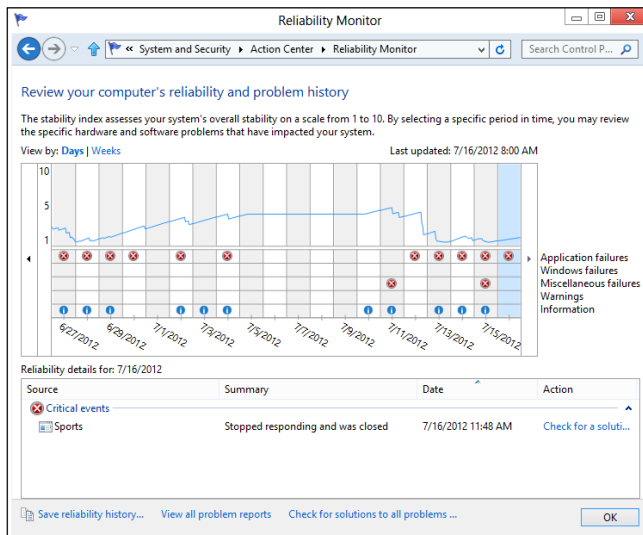 Reliability Monitor
« System and Security Action Center Reliability Monitor
Search Control P...
Review your computer's reliability and problem history
The stability index assesses your system's overall stability on a scale from 1 to 10. By selecting a specific period in time, you may review
the specific hardware and software problems that have impacted your system.
View by: Days | Weeks Last updated: 7/16/2012 8:00 AM
10
5
1
Application failures
Windows failures
Miscellaneous failures
Warnings
Information
6/27/2012 6/29/2012 7/1/2012 7/3/2012 7/5/2012 7/7/2012 7/9/2012 7/11/2012 7/13/2012 7/15/2012
Reliability details for: 7/16/2012
Source Summary Date Action
Critical events
Sports Stopped responding and was closed 7/16/2012 11:48 AM Check for a soluti...
Save reliability history... View all problem reports Check for solutions to all problems ... OK